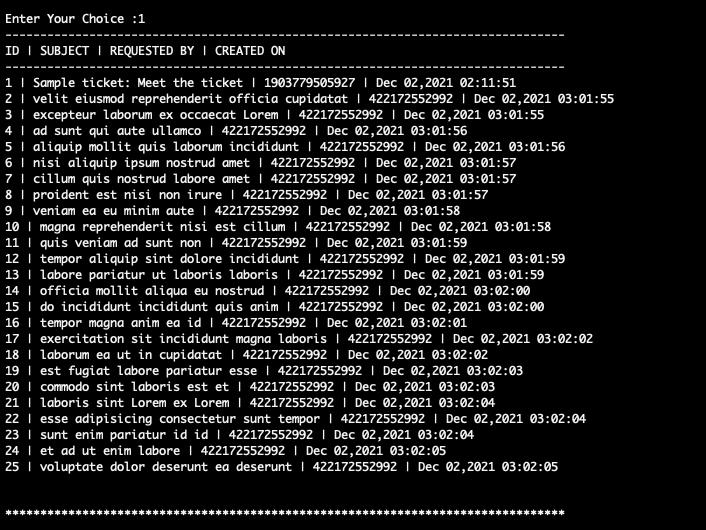 Enter Your Choice :1
--------------------------------------------------------------------------------
ID | SUBJECT | REQUESTED BY | CREATED ON
--------------------------------------------------------------------------------
1 | Sample ticket: Meet the ticket | 1903779505927 | Dec 02,2021 02:11:51
2 | velit eiusmod reprehenderit officia cupidatat | 422172552992 | Dec 02,2021 03:01:55
3 | excepteur laborum ex occaecat Lorem | 422172552992 | Dec 02,2021 03:01:55
4 | ad sunt qui aute ullamco | 422172552992 | Dec 02,2021 03:01:56
5 | aliquip mollit quis laborum incididunt | 422172552992 | Dec 02,2021 03:01:56
6 | nisi aliquip ipsum nostrud amet | 422172552992 | Dec 02,2021 03:01:57
7 | cillum quis nostrud labore amet | 422172552992 | Dec 02,2021 03:01:57
8 | proident est nisi non irure | 422172552992 | Dec 02,2021 03:01:57
9 | veniam ea eu minim aute | 422172552992 | Dec 02,2021 03:01:58
10 | magna reprehenderit nisi est cillum | 422172552992 | Dec 02,2021 03:01:58
11 | quis veniam ad sunt non | 422172552992 | Dec 02,2021 03:01:59
12 | tempor aliquip sint dolore incididunt | 422172552992 | Dec 02,2021 03:01:59
13 | labore pariatur ut laboris laboris | 422172552992 | Dec 02,2021 03:01:59
14 | officia mollit aliqua eu nostrud | 422172552992 | Dec 02,2021 03:02:00
15 | do incididunt incididunt quis anim | 422172552992 | Dec 02,2021 03:02:00
16 | tempor magna anim ea id | 422172552992 | Dec 02,2021 03:02:01
17 | exercitation sit incididunt magna laboris | 422172552992 | Dec 02,2021 03:02:02
18 | laborum ea ut in cupidatat | 422172552992 | Dec 02,2021 03:02:02
19 | est fugiat labore pariatur esse | 422172552992 | Dec 02,2021 03:02:03
20 | commodo sint laboris est et | 422172552992 | Dec 02,2021 03:02:03
21 | laboris sint Lorem ex Lorem | 422172552992 | Dec 02,2021 03:02:04
22 | esse adipisicing consectetur sunt tempor | 422172552992 | Dec 02,2021 03:02:04
23 | sunt enim pariatur id id | 422172552992 | Dec 02,2021 03:02:04
24 | et ad ut enim labore | 422172552992 | Dec 02,2021 03:02:05
25 | voluptate dolor deserunt ea deserunt | 422172552992 | Dec 02,2021 03:02:05
********************************************************************************